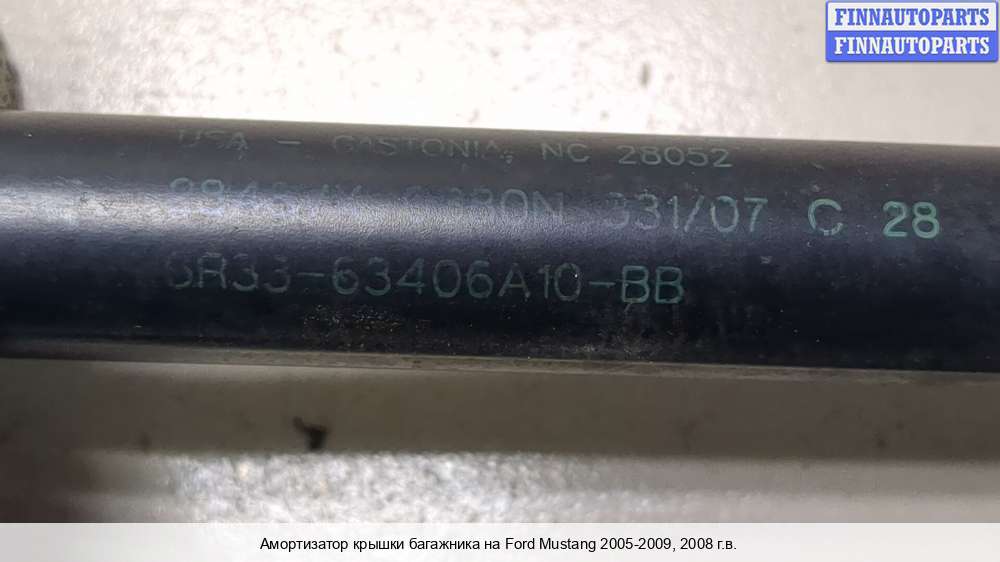 FINNAUTOPARTS
FINNAUTOPARTS
USA - GASTONIA, NC 28052
331/07 C 28
6R33-63406A10-BB
Амортизатор крышки багажника на Ford Mustang 2005-2009, 2008 г.в.